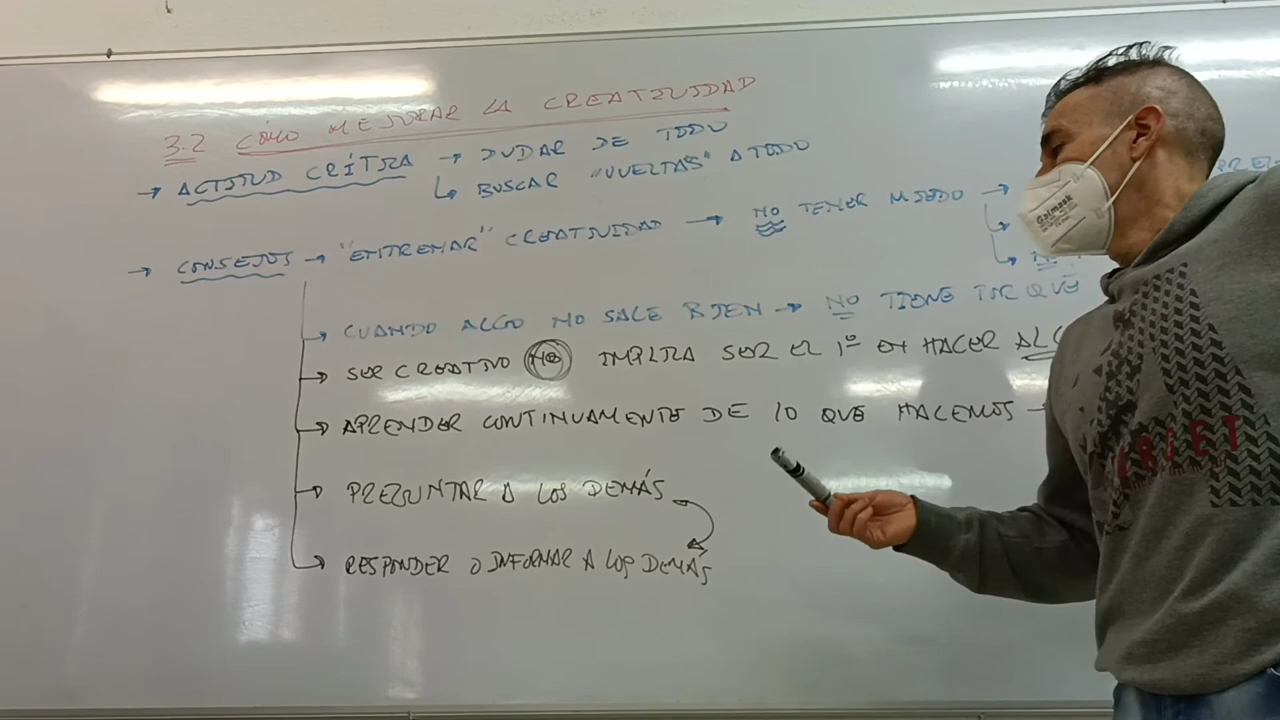 3.2 CÓMO MEJORAR LA CREATIVIDAD
→ ACTITUD CRÍTICA → DUDAR DE TODO
↳ BUSCAR "VUELTAS" A TODO
→ CONSEJOS → "ENTRENAR" CREATIVIDAD → NO TENER MIEDO →
→ CUANDO ALGO NO SALE BIEN → NO TIENE POR QUÉ
→ SER CREATIVO NO IMPLICA SER EL 1º EN HACER
→ APRENDER CONTINUAMENTE DE LO QUE HACEMOS →
→ PREGUNTAR A LOS DEMÁS
→ RESPONDER O INFORMAR A LOS DEMÁS
Galmask